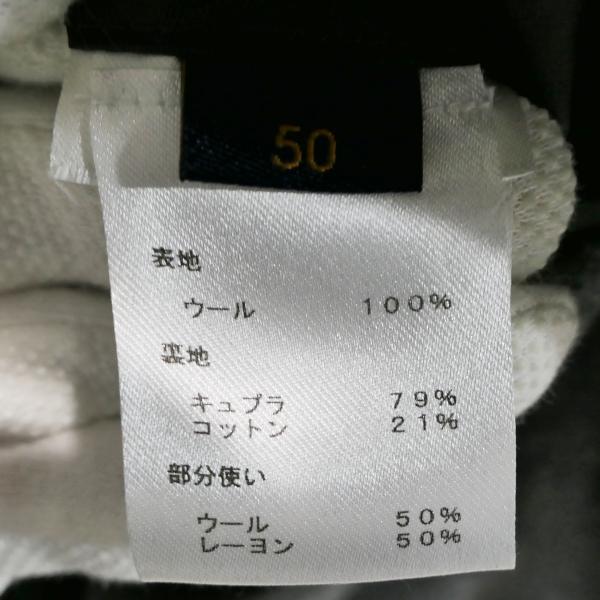 50
表地
ウール 100%
裏地
キュプラ 79%
コットン 21%
部分使い
ウール 50%
レーヨン 50%